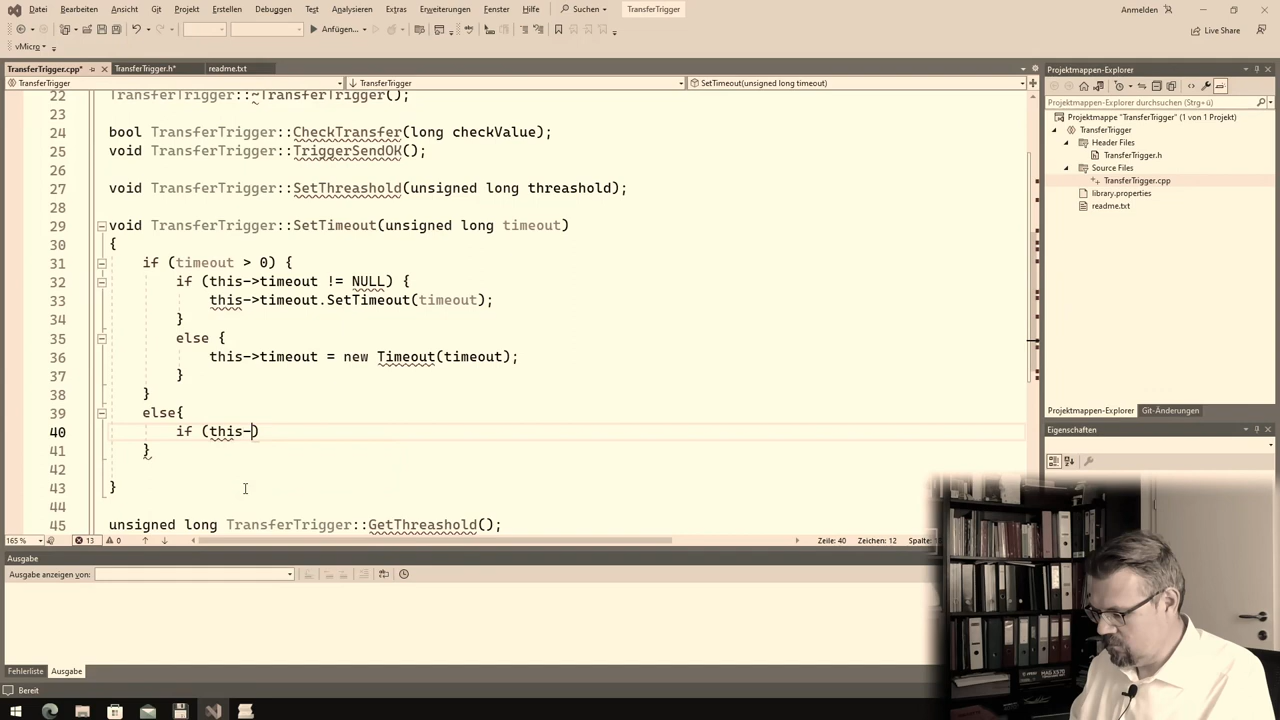 Datei Bearbeiten Ansicht Git Projekt Erstellen Debuggen Test Analysieren Extras Erweiterungen Fenster Hilfe Suchen TransferTrigger Anmelden
Anfügen... Live Share
vMicro
TransferTrigger.cpp* TransferTrigger.h* readme.txt
TransferTrigger TransferTrigger SetTimeout(unsigned long timeout)
22 TransferTrigger::~TransferTrigger();
23
24 bool TransferTrigger::CheckTransfer(long checkValue);
25 void TransferTrigger::TriggerSendOK();
26
27 void TransferTrigger::SetThreashold(unsigned long threashold);
28
29 void TransferTrigger::SetTimeout(unsigned long timeout)
30 {
31 if (timeout > 0) {
32 if (this->timeout != NULL) {
33 this->timeout.SetTimeout(timeout);
34 }
35 else {
36 this->timeout = new Timeout(timeout);
37 }
38 }
39 else{
40 if (this-)
41 }
42
43 }
44
45 unsigned long TransferTrigger::GetThreashold();
165 % 13 0 Zeile: 40 Zeichen: 12 Spalte:
Ausgabe
Ausgabe anzeigen von:
Fehlerliste Ausgabe
Bereit
Projektmappen-Explorer
Projektmappen-Explorer durchsuchen (Strg+ü)
Projektmappe "TransferTrigger" (1 von 1 Projekt)
TransferTrigger
Header Files
TransferTrigger.h
Source Files
TransferTrigger.cpp
library.properties
readme.txt
Projektmappen-Explorer Git-Änderungen
Eigenschaften